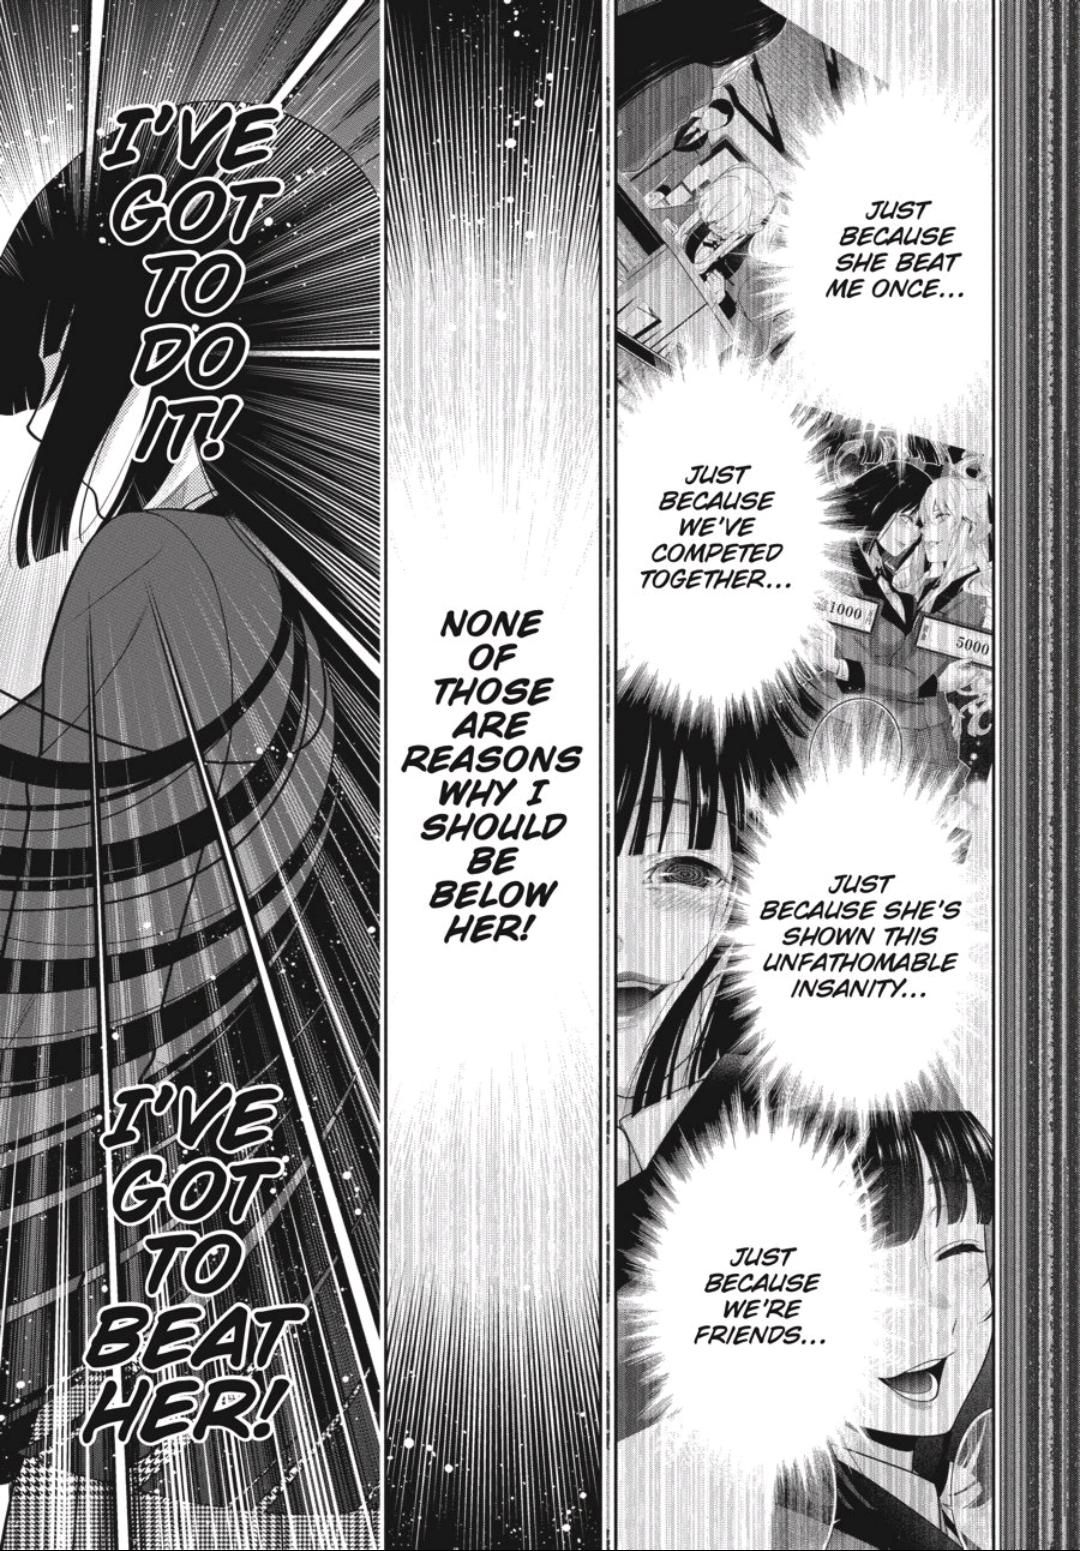 JUST
BECAUSE
SHE BEAT
ME ONCE...
JUST
BECAUSE
WE'VE
COMPETED
TOGETHER...
1000
5000
JUST
BECAUSE SHE'S
SHOWN THIS
UNFATHOMABLE
INSANITY...
JUST
BECAUSE
WE'RE
FRIENDS...
NONE
OF
THOSE
ARE
REASONS
WHY I
SHOULD
BE
BELOW
HER!
I'VE
GOT
TO
DO
IT!
I'VE
GOT
TO
BEAT
HER!